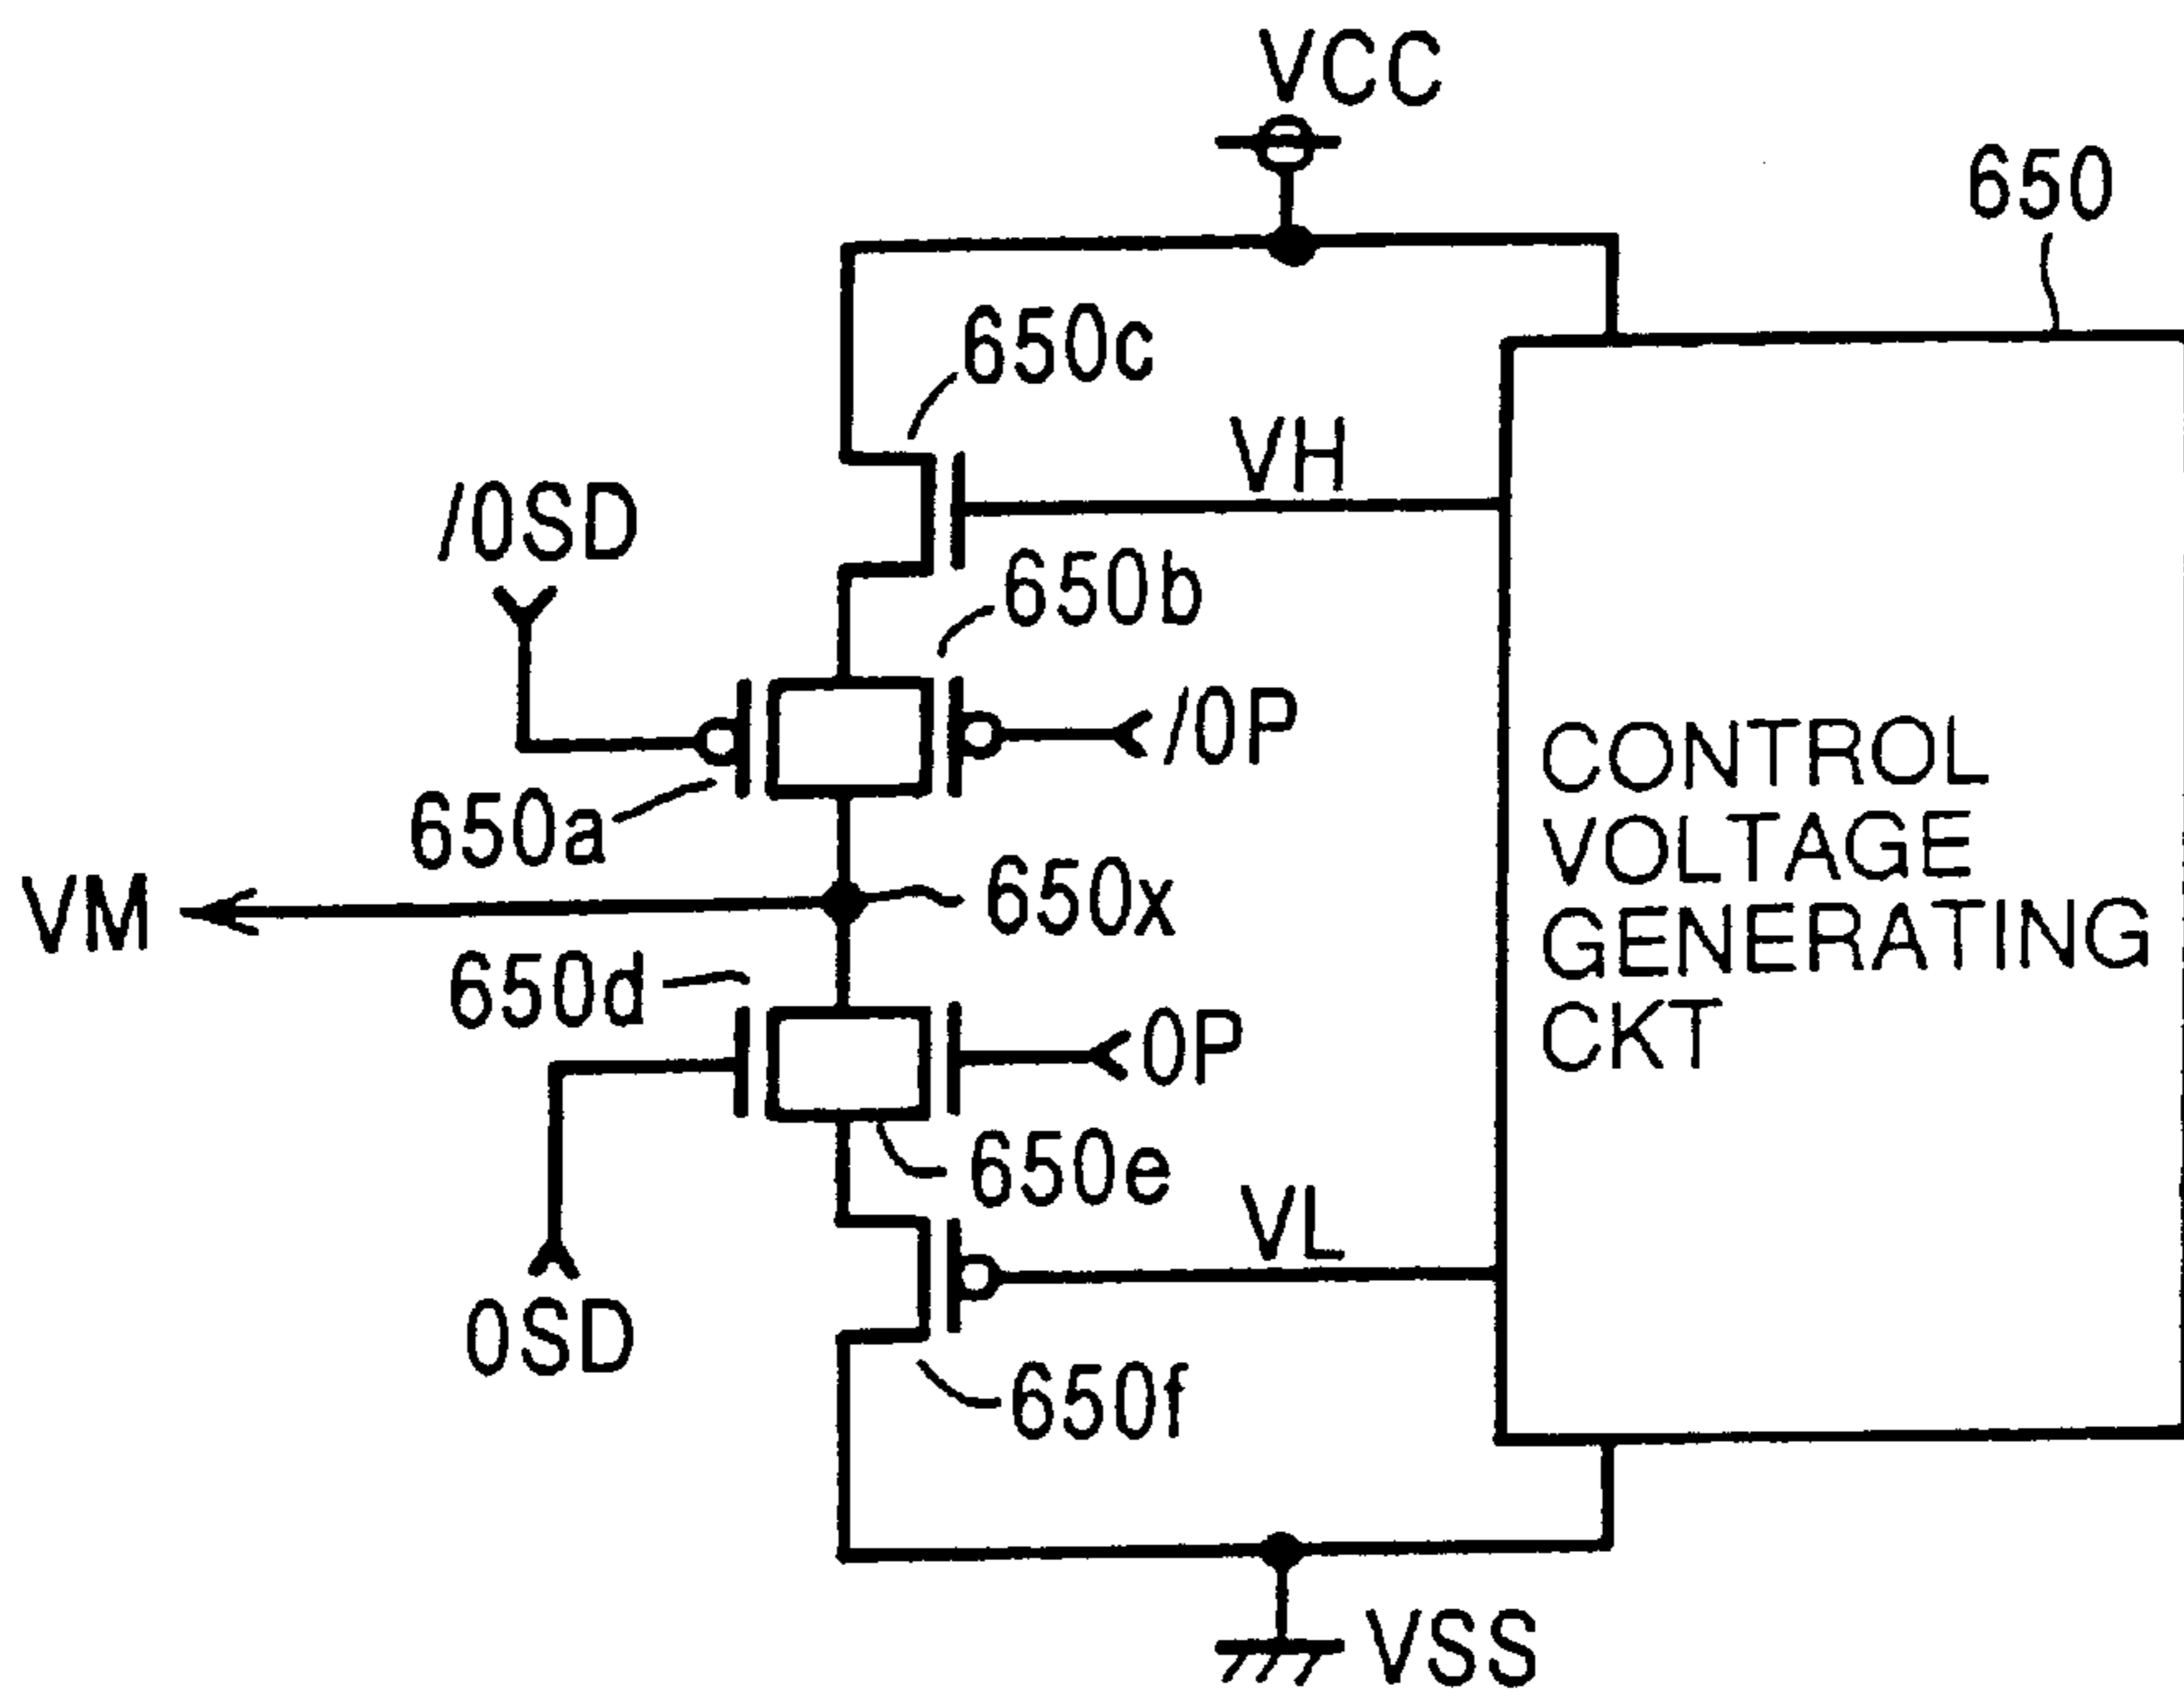 VCC
650
650c
VH
/0SD
650b
/0P
650a
CONTROL
VOLTAGE
GENERATING
CKT
VM
650x
650d
0P
650e
VL
0SD
650f
VSS